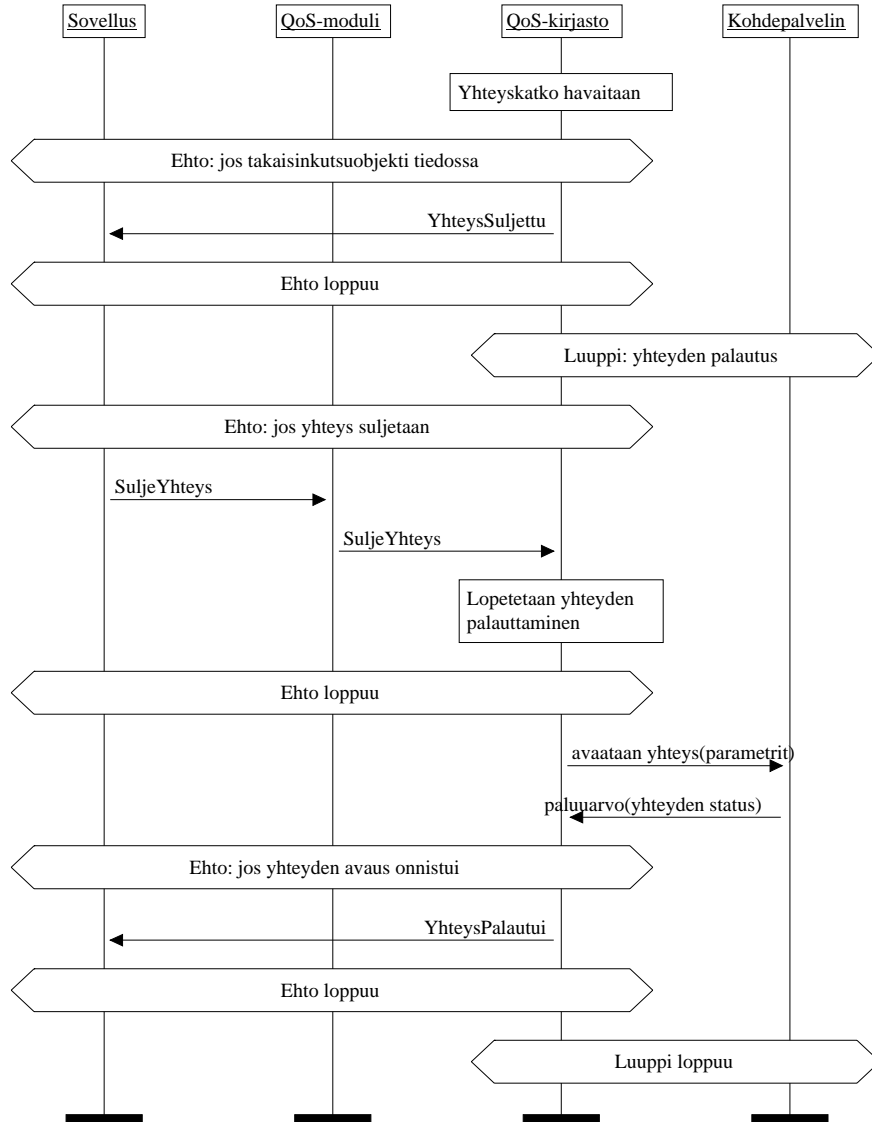 Sovellus
QoS-moduli
QoS-kirjasto
Kohdepalvelin
Yhteyskatko havaitaan
Ehto: jos takaisinkutsuobjekti tiedossa
YhteysSuljettu
Ehto loppuu
Luuppi: yhteyden palautus
Ehto: jos yhteys suljetaan
SuljeYhteys
SuljeYhteys
Lopetetaan yhteyden
palauttaminen
Ehto loppuu
avaataan yhteys(parametrit)
paluuarvo(yhteyden status)
Ehto: jos yhteyden avaus onnistui
YhteysPalautui
Ehto loppuu
Luuppi loppuu